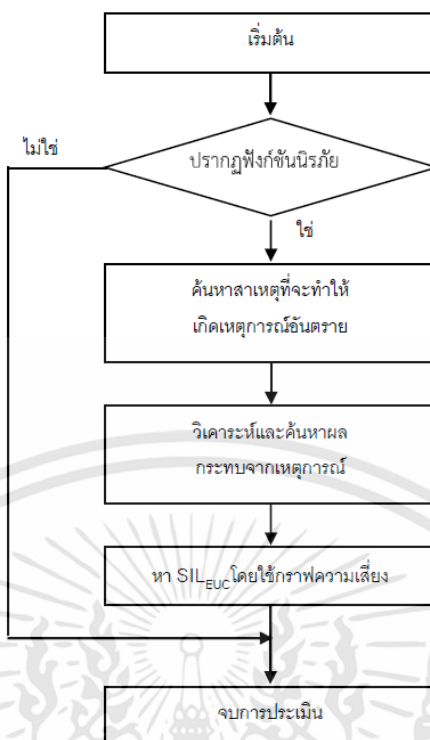 เริ่มต้น
ไม่ใช่
ปรากฏฟังก์ชันนิรภัย
ใช่
ค้นหาสาเหตุที่จะทำให้
เกิดเหตุการณ์อันตราย
วิเคราะห์และค้นหาผล
กระทบจากเหตุการณ์
หา SIL_EUC โดยใช้กราฟความเสี่ยง
จบการประเมิน